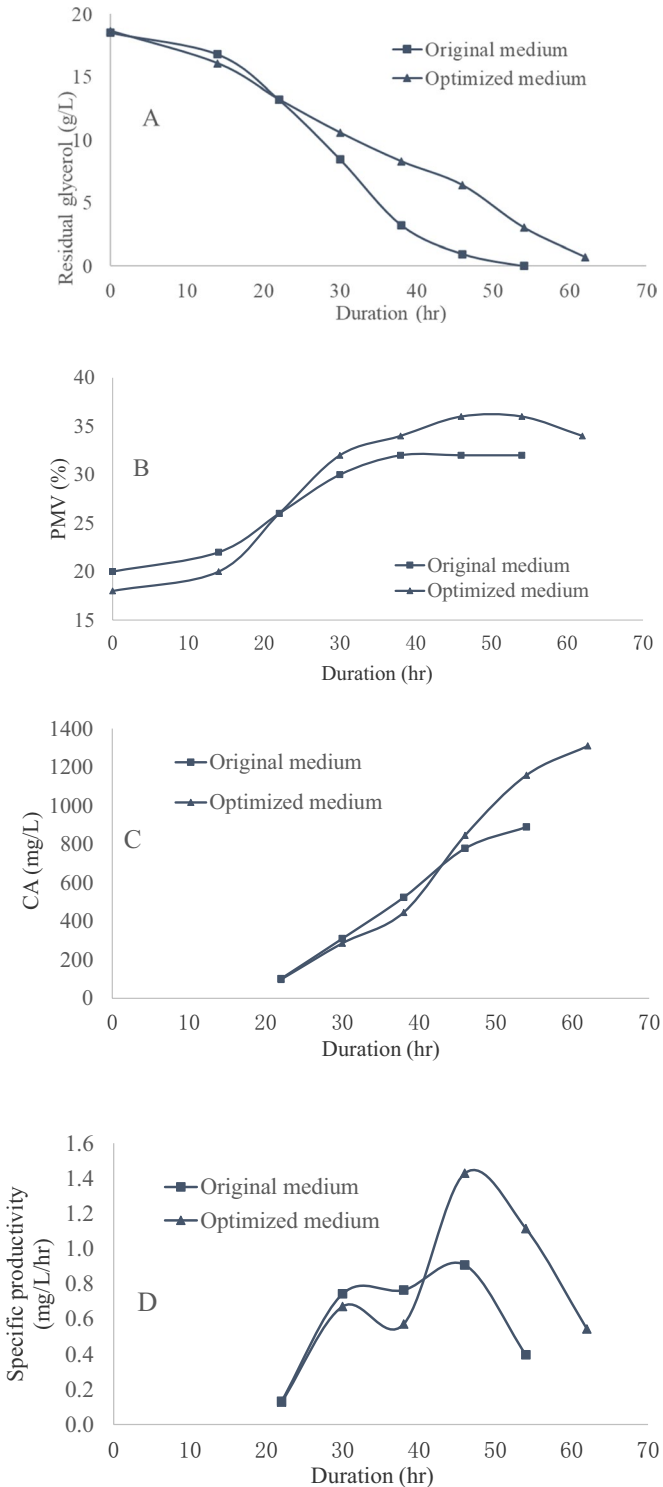 20
Original medium
Optimized medium
15
A
10
5
0
Residual glycerol (g/L)
0 10 20 30 40 50 60 70
Duration (hr)
40
35
30
B
25
20
15
PMV (%)
Original medium
Optimized medium
0 10 20 30 40 50 60 70
Duration (hr)
1400
1200
1000
800
600
400
200
0
CA (mg/L)
Original medium
Optimized medium
C
0 10 20 30 40 50 60 70
Duration (hr)
1.6
1.4
1.2
1.0
0.8
0.6
0.4
0.2
0.0
Specific productivity
(mg/L/hr)
Original medium
Optimized medium
D
0 10 20 30 40 50 60 70
Duration (hr)